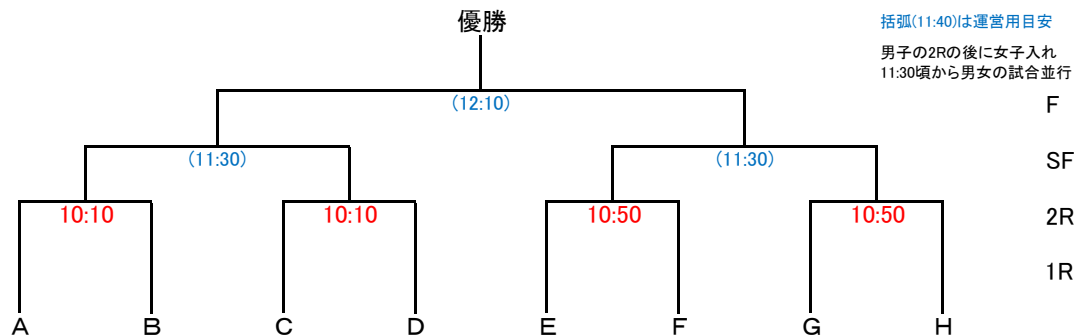 優勝
括弧(11:40)は運営用目安
男子の2Rの後に女子入れ
11:30頃から男女の試合並行
(12:10)
F
(11:30)
(11:30)
SF
10:10
10:10
10:50
10:50
2R
1R
A B C D E F G H